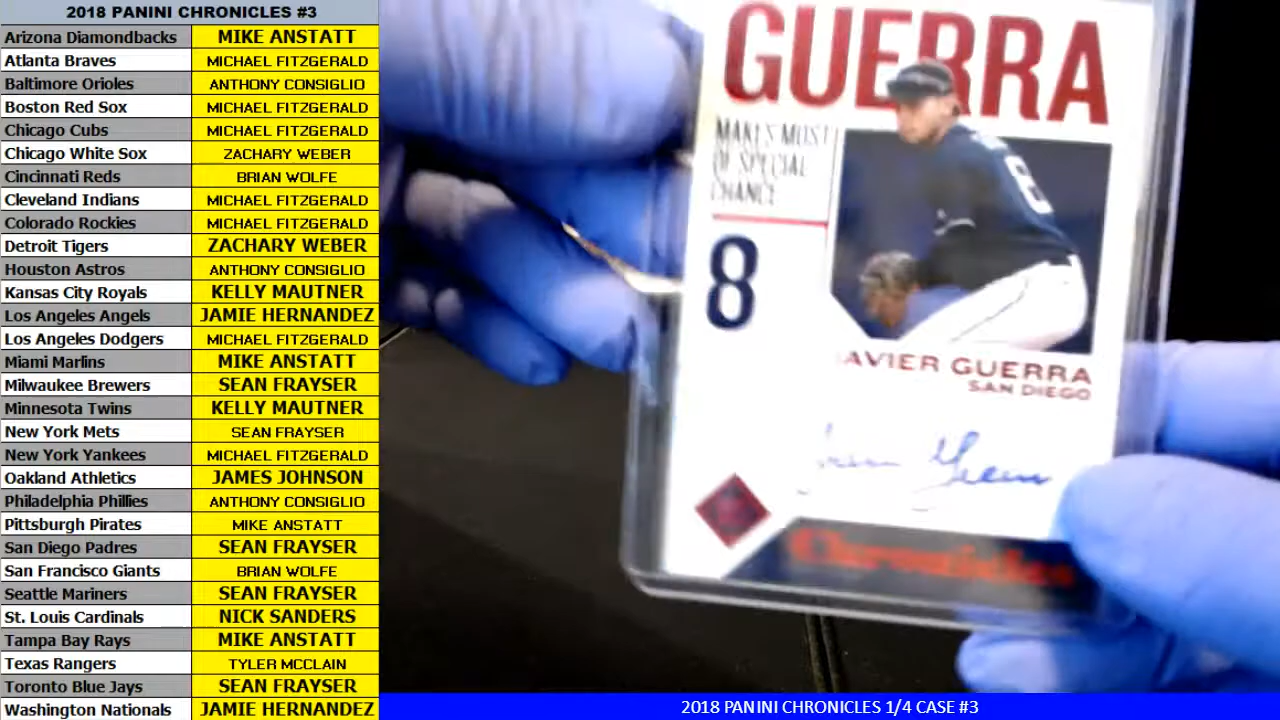 2018 PANINI CHRONICLES #3
Arizona Diamondbacks MIKE ANSTATT
Atlanta Braves MICHAEL FITZGERALD
Baltimore Orioles ANTHONY CONSIGLIO
Boston Red Sox MICHAEL FITZGERALD
Chicago Cubs MICHAEL FITZGERALD
Chicago White Sox ZACHARY WEBER
Cincinnati Reds BRIAN WOLFE
Cleveland Indians MICHAEL FITZGERALD
Colorado Rockies MICHAEL FITZGERALD
Detroit Tigers ZACHARY WEBER
Houston Astros ANTHONY CONSIGLIO
Kansas City Royals KELLY MAUTNER
Los Angeles Angels JAMIE HERNANDEZ
Los Angeles Dodgers MICHAEL FITZGERALD
Miami Marlins MIKE ANSTATT
Milwaukee Brewers SEAN FRAYSER
Minnesota Twins KELLY MAUTNER
New York Mets SEAN FRAYSER
New York Yankees MICHAEL FITZGERALD
Oakland Athletics JAMES JOHNSON
Philadelphia Phillies ANTHONY CONSIGLIO
Pittsburgh Pirates MIKE ANSTATT
San Diego Padres SEAN FRAYSER
San Francisco Giants BRIAN WOLFE
Seattle Mariners SEAN FRAYSER
St. Louis Cardinals NICK SANDERS
Tampa Bay Rays MIKE ANSTATT
Texas Rangers TYLER MCCLAIN
Toronto Blue Jays SEAN FRAYSER
Washington Nationals JAMIE HERNANDEZ
GUERRA
MAKES MOST
OF SPECIAL
CHANCE
8
8
JAVIER GUERRA
SAN DIEGO
Chronicles
2018 PANINI CHRONICLES 1/4 CASE #3